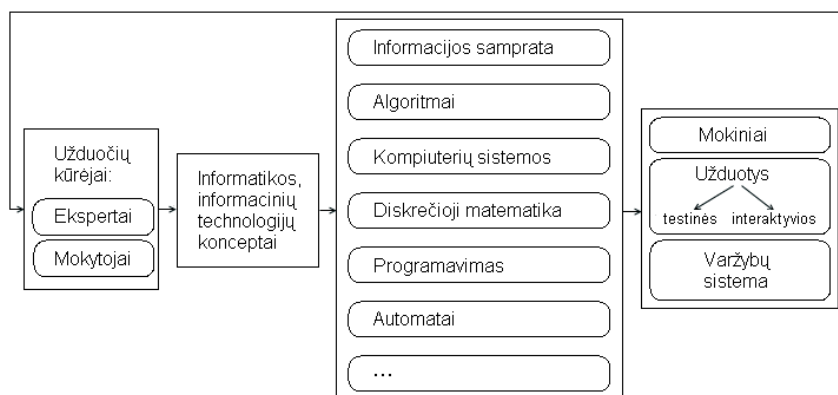 Užduočių
kūrėjai:
Ekspertai
Mokytojai
Informatikos,
informacinių
technologijų
konceptai
Informacijos samprata
Algoritmai
Kompiuterių sistemos
Diskrečioji matematika
Programavimas
Automatai
...
Mokiniai
Užduotys
testinės interaktyvios
Varžybų
sistema